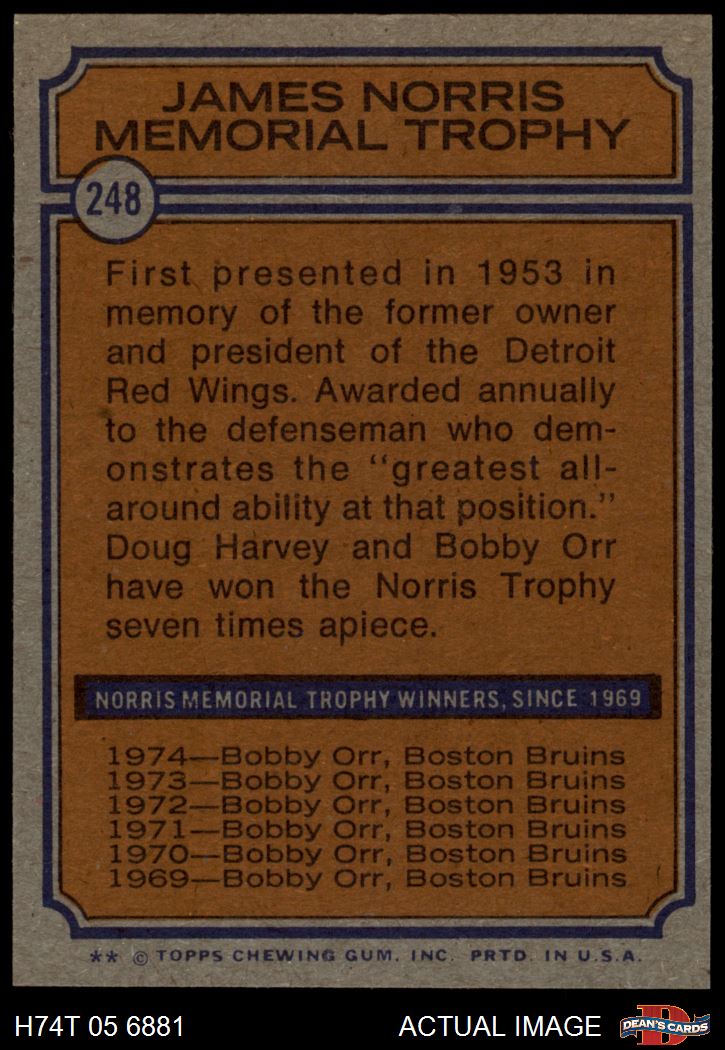 JAMES NORRIS
MEMORIAL TROPHY
248
First presented in 1953 in
memory of the former owner
and president of the Detroit
Red Wings. Awarded annually
to the defenseman who dem-
onstrates the “greatest all-
around ability at that position.”
Doug Harvey and Bobby Orr
have won the Norris Trophy
seven times apiece.
NORRIS MEMORIAL TROPHY WINNERS, SINCE 1969
1974—Bobby Orr, Boston Bruins
1973—Bobby Orr, Boston Bruins
1972—Bobby Orr, Boston Bruins
1971—Bobby Orr, Boston Bruins
1970—Bobby Orr, Boston Bruins
1969—Bobby Orr, Boston Bruins
** © TOPPS CHEWING GUM. INC. PRTD. IN U.S.A.
H74T 05 6881 ACTUAL IMAGE D DEAN'S CARDS